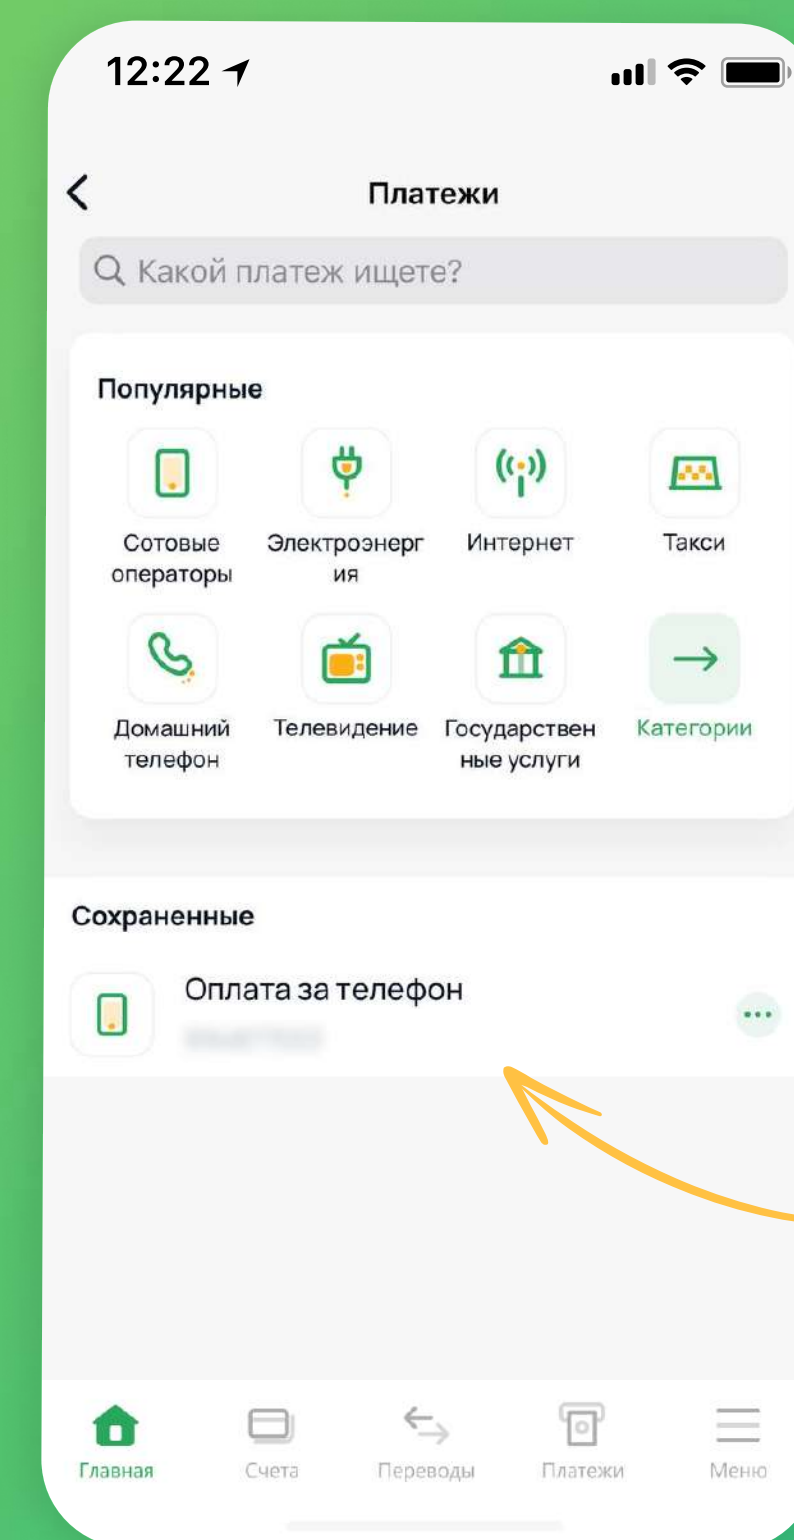 12:22
Платежи
Какой платеж ищете?
Популярные
Сотовые
операторы
Электроэнерг
ия
Интернет
Такси
Домашний
телефон
Телевидение
Государствен
ные услуги
Категории
Сохраненные
Оплата за телефон
Главная
Счета
Переводы
Платежи
Меню